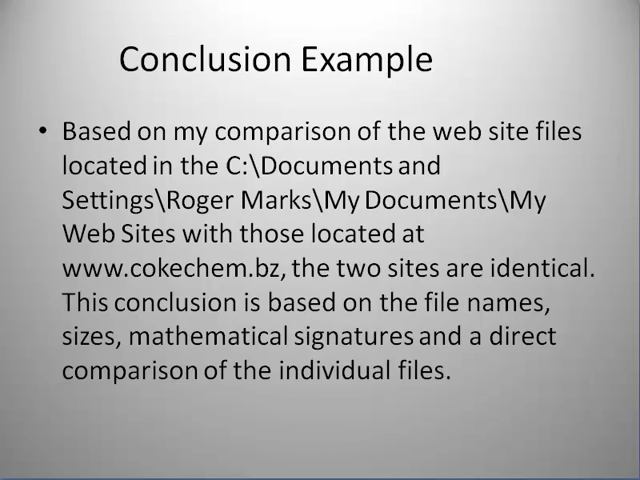 Conclusion Example
• Based on my comparison of the web site files
located in the C:\Documents and
Settings\Roger Marks\My Documents\My
Web Sites with those located at
www.cokechem.bz, the two sites are identical.
This conclusion is based on the file names,
sizes, mathematical signatures and a direct
comparison of the individual files.